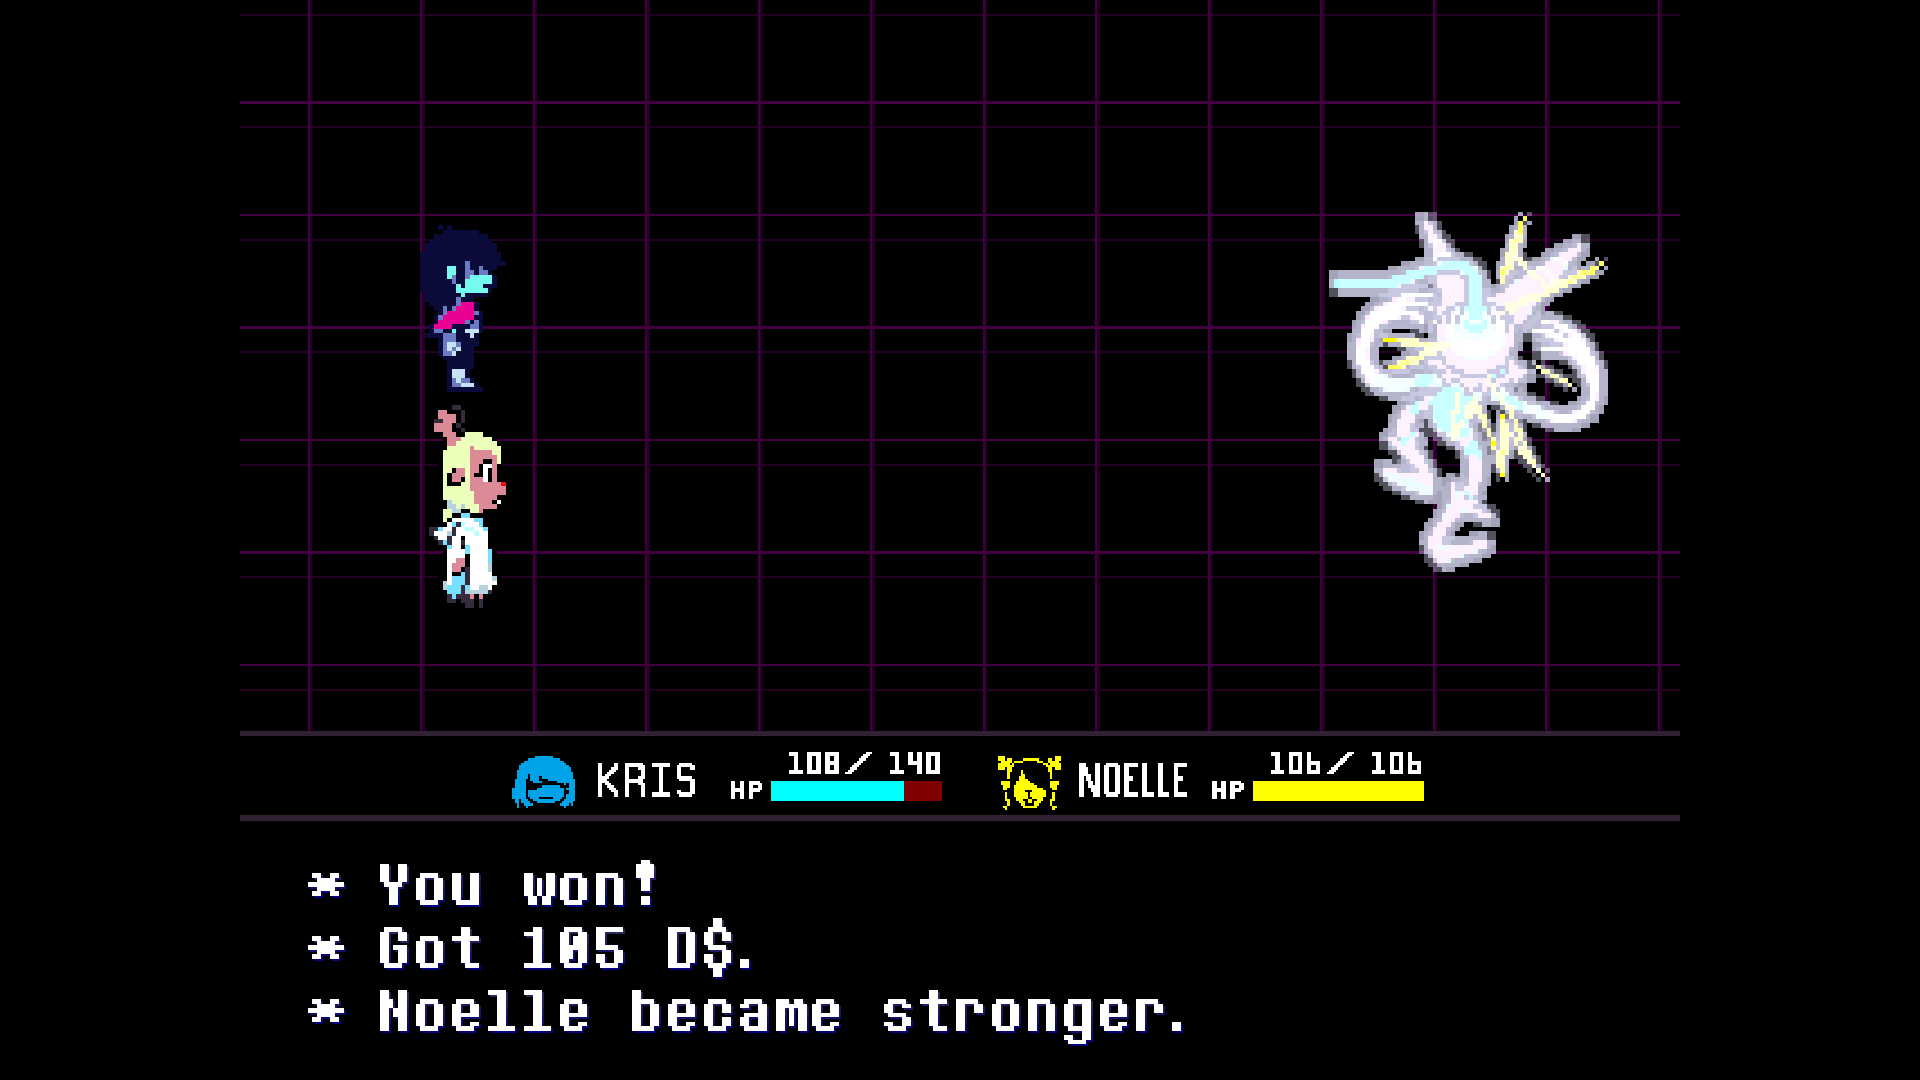 KRIS HP 108/ 140 NOELLE HP 106/ 106
* You won!
* Got 105 D$.
* Noelle became stronger.